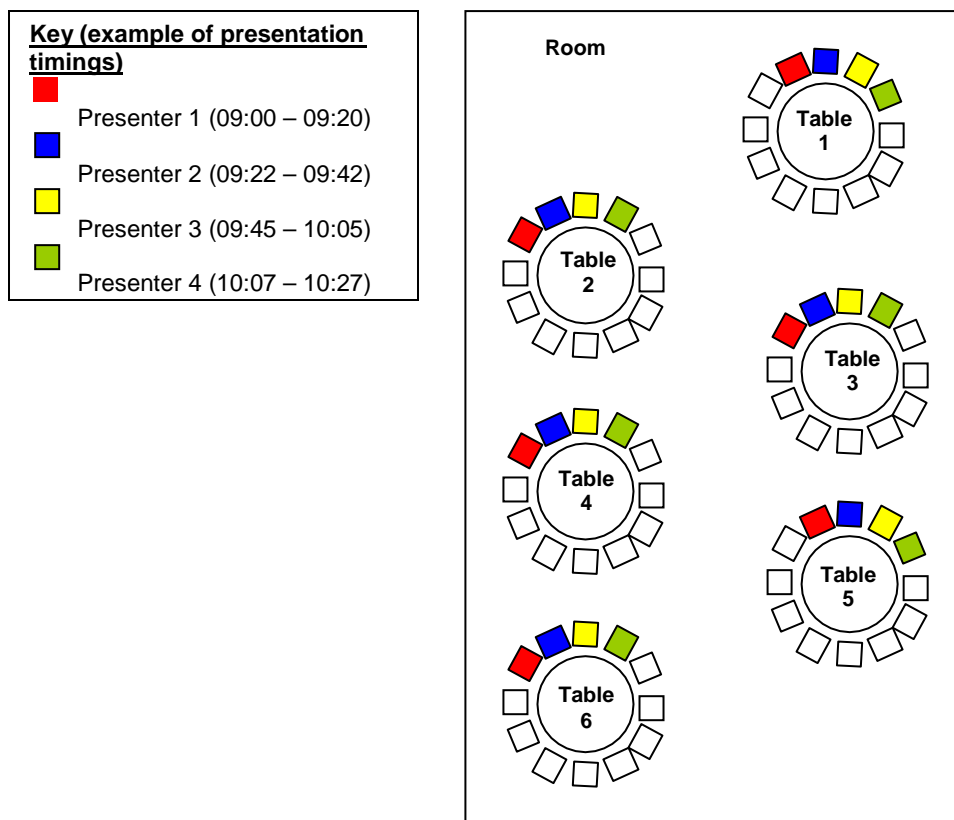 Key (example of presentation
timings)
Presenter 1 (09:00 – 09:20)
Presenter 2 (09:22 – 09:42)
Presenter 3 (09:45 – 10:05)
Presenter 4 (10:07 – 10:27)
Room
Table
1
Table
2
Table
3
Table
4
Table
5
Table
6